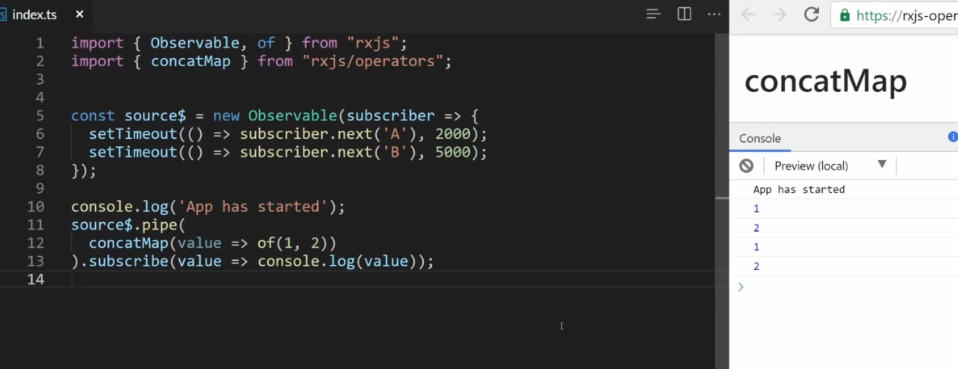 index.ts ×
1 import { Observable, of } from "rxjs";
2 import { concatMap } from "rxjs/operators";
3
4
5 const source$ = new Observable(subscriber => {
6 setTimeout(() => subscriber.next('A'), 2000);
7 setTimeout(() => subscriber.next('B'), 5000);
8 });
9
10 console.log('App has started');
11 source$.pipe(
12 concatMap(value => of(1, 2))
13 ).subscribe(value => console.log(value));
14
https://rxjs-oper
concatMap
Console
Preview (local)
App has started
1
2
1
2